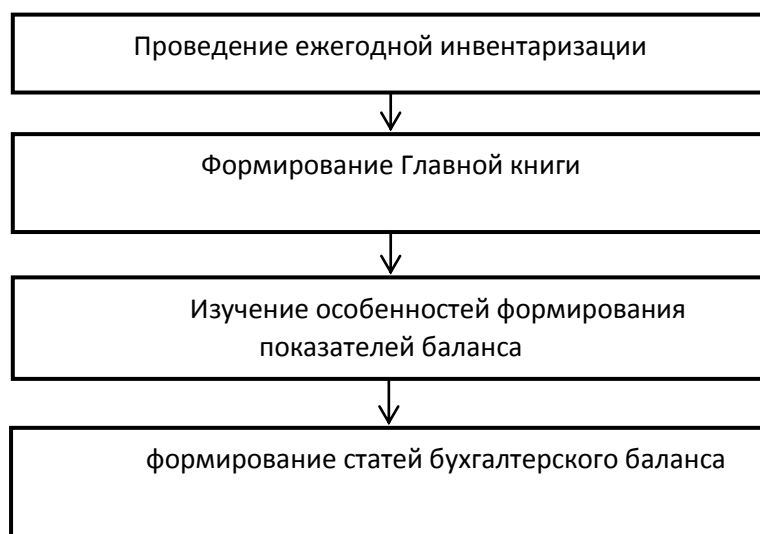 Проведение ежегодной инвентаризации
Формирование Главной книги
Изучение особенностей формирования
показателей баланса
формирование статей бухгалтерского баланса